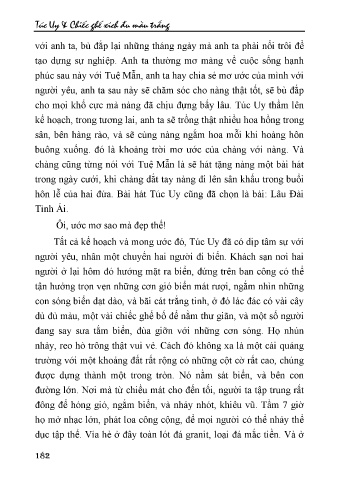 Túc Uy & Chiếc ghế xích đu màu trắng
với anh ta, bù đắp lại những tháng ngày mà anh ta phải nổi trôi để
tạo dựng sự nghiệp. Anh ta thường mơ màng về cuộc sống hạnh
phúc sau này với Tuệ Mẫn, anh ta hay chia sẻ mơ ước của mình với
người yêu, anh ta sau này sẽ chăm sóc cho nàng thật tốt, sẽ bù đắp
cho mọi khổ cực mà nàng đã chịu đựng bấy lâu. Túc Uy thầm lên
kế hoạch, trong tương lai, anh ta sẽ trồng thật nhiều hoa hồng trong
sân, bên hàng rào, và sẽ cùng nàng ngắm hoa mỗi khi hoàng hôn
buông xuống. đó là khoảng trời mơ ước của chàng với nàng. Và
chàng cũng từng nói với Tuệ Mẫn là sẽ hát tặng nàng một bài hát
trong ngày cưới, khi chàng dắt tay nàng đi lên sân khấu trong buổi
hôn lễ của hai đứa. Bài hát Túc Uy cũng đã chọn là bài: Lâu Đài
Tình Ái.
Ôi, ước mơ sao mà đẹp thế!
Tất cả kế hoạch và mong ước đó, Túc Uy đã có dịp tâm sự với
người yêu, nhân một chuyến hai người đi biển. Khách sạn nơi hai
người ở lại hôm đó hướng mặt ra biển, đứng trên ban công có thể
tận hưởng trọn vẹn những cơn gió biển mát rượi, ngắm nhìn những
con sóng biển dạt dào, và bãi cát trắng tinh, ở đó lác đác có vài cây
dù đủ màu, một vài chiếc ghế bố để nằm thư giãn, và một số người
đang say sưa tắm biển, đùa giỡn với những cơn sóng. Họ nhún
nhảy, reo hò trông thật vui vẻ. Cách đó không xa là một cái quảng
trường với một khoảng đất rất rộng có những cột cờ rất cao, chúng
được dựng thành một trong tròn. Nó nằm sát biển, và bên con
đường lớn. Nơi mà từ chiều mát cho đến tối, người ta tập trung rất
đông để hóng gió, ngắm biển, và nhảy nhót, khiêu vũ. Tầm 7 giờ
họ mở nhạc lớn, phát loa công cộng, để mọi người có thể nhảy thể
dục tập thể. Vỉa hè ở đây toàn lót đá granit, loại đá mắc tiền. Và ở
182